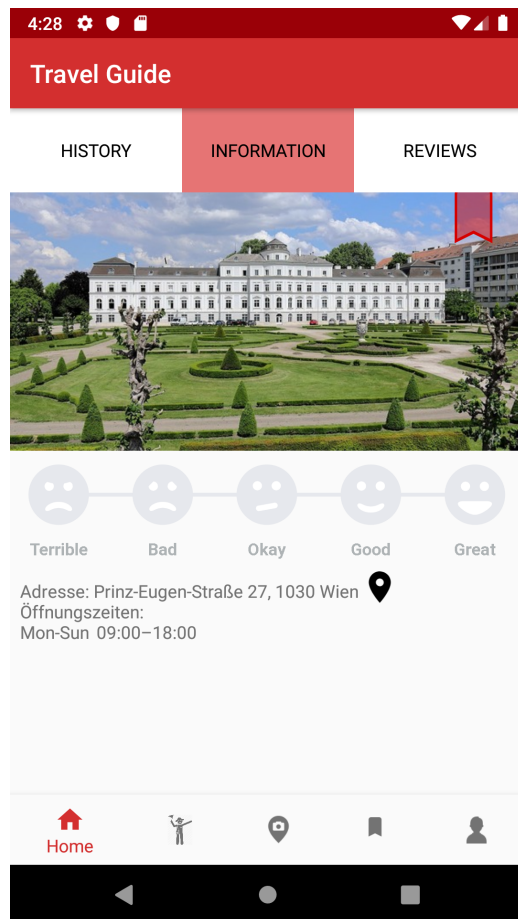 4:28
Travel Guide
HISTORY INFORMATION REVIEWS
Terrible Bad Okay Good Great
Adresse: Prinz-Eugen-Straße 27, 1030 Wien
Öffnungszeiten:
Mon-Sun 09:00–18:00
Home